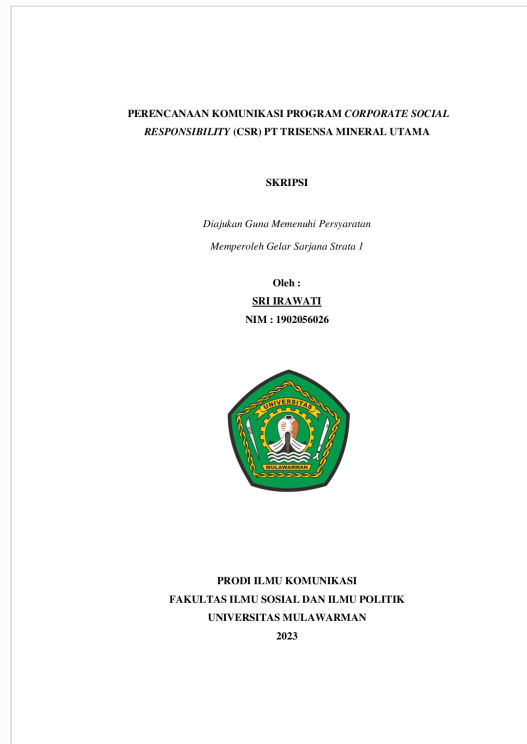 PERENCANAAN KOMUNIKASI PROGRAM CORPORATE SOCIAL
RESPONSIBILITY (CSR) PT TRISENSA MINERAL UTAMA
SKRIPSI
Diajukan Guna Memenuhi Persyaratan
Memperoleh Gelar Sarjana Strata 1
Oleh :
SRI IRAWATI
NIM : 1902056026
UNIVERSITAS
MULAWARMAN
PRODI ILMU KOMUNIKASI
FAKULTAS ILMU SOSIAL DAN ILMU POLITIK
UNIVERSITAS MULAWARMAN
2023